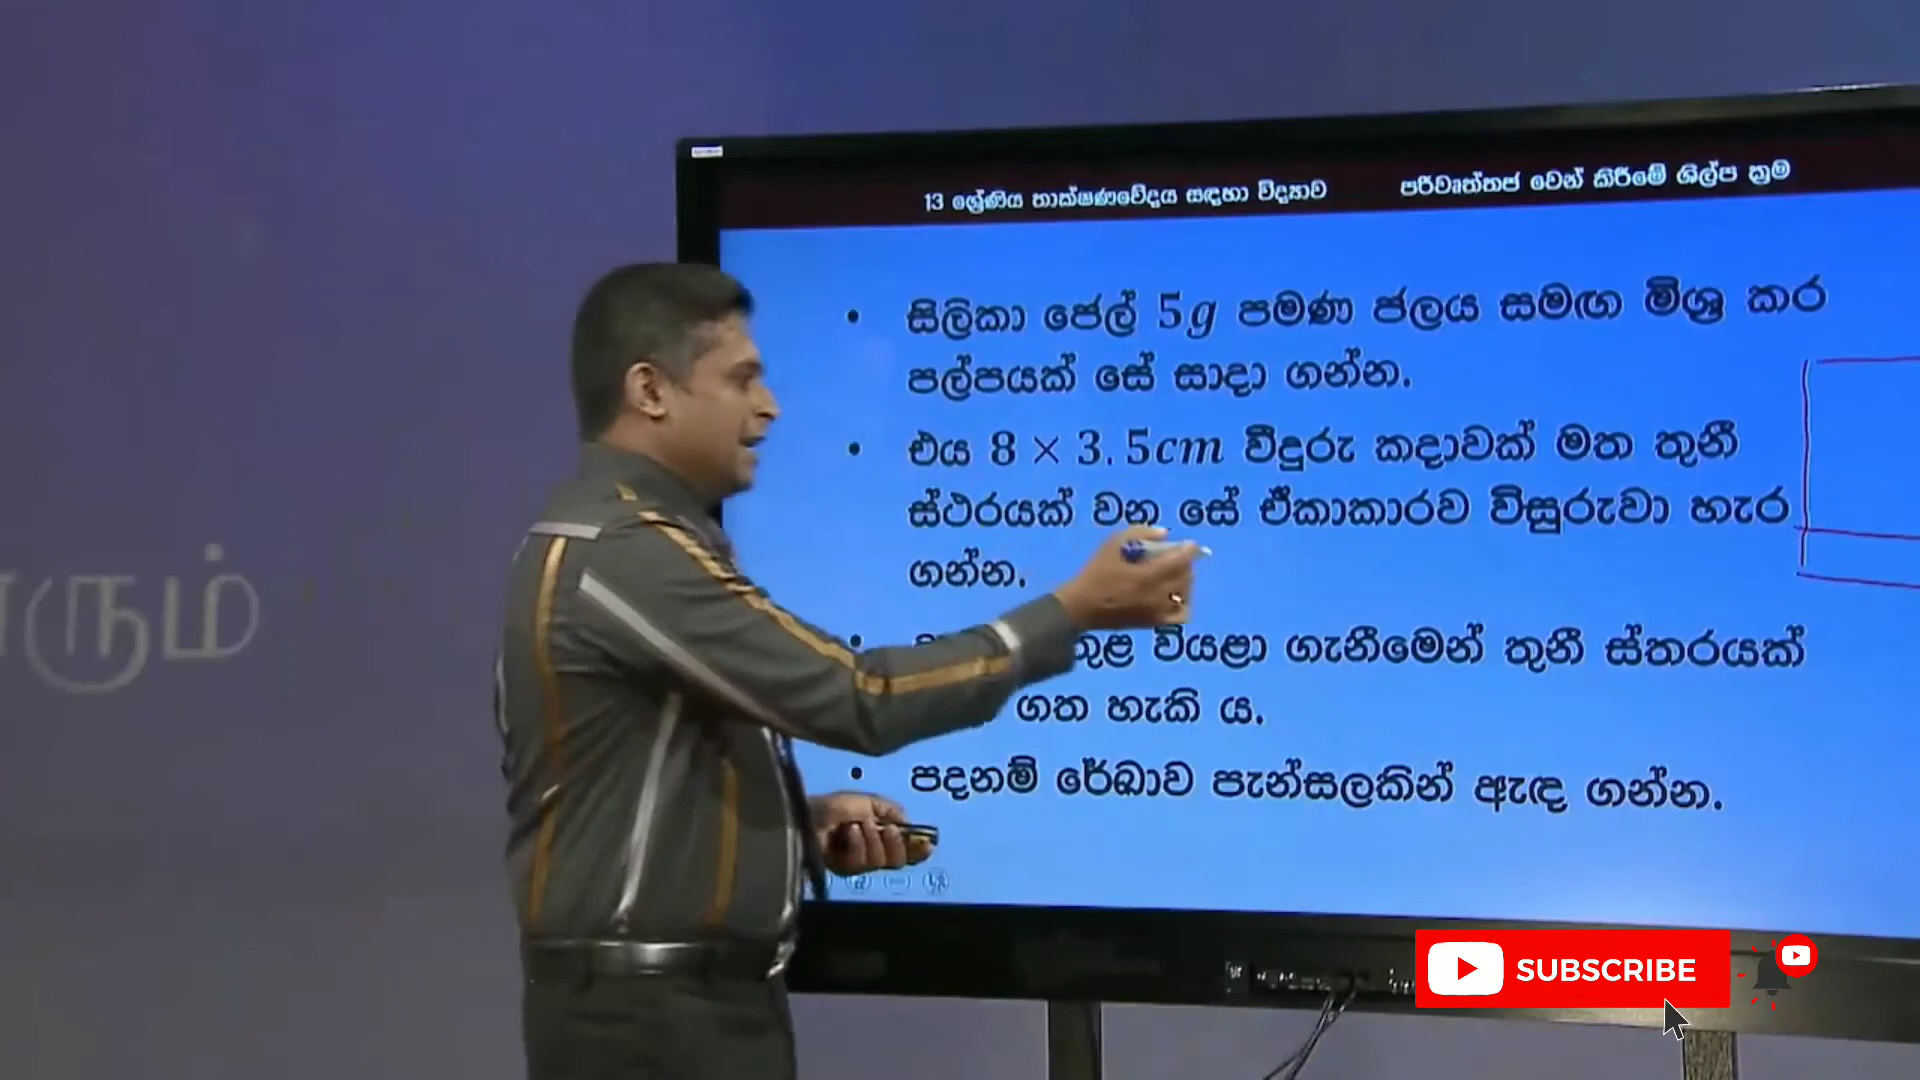 13 ශ්‍රේණිය තාක්ෂණවේදය සඳහා විද්‍යාව
පරිවෘත්තජ වෙන් කිරීමේ ශිල්ප ක්‍රම
• සිලිකා ජෙල් 5g පමණ ජලය සමඟ මිශ්‍ර කර
පල්පයක් සේ සාදා ගන්න.
• එය 8 × 3.5cm වීදුරු කදාවක් මත තුනී
ස්ථරයක් වන සේ ඒකාකාරව විසුරුවා හැර
ගන්න.
• තුළ වියළා ගැනීමෙන් තුනී ස්තරයක්
ගත හැකි ය.
• පදනම් රේඛාව පැන්සලකින් ඇඳ ගන්න.
ரும்
SUBSCRIBE